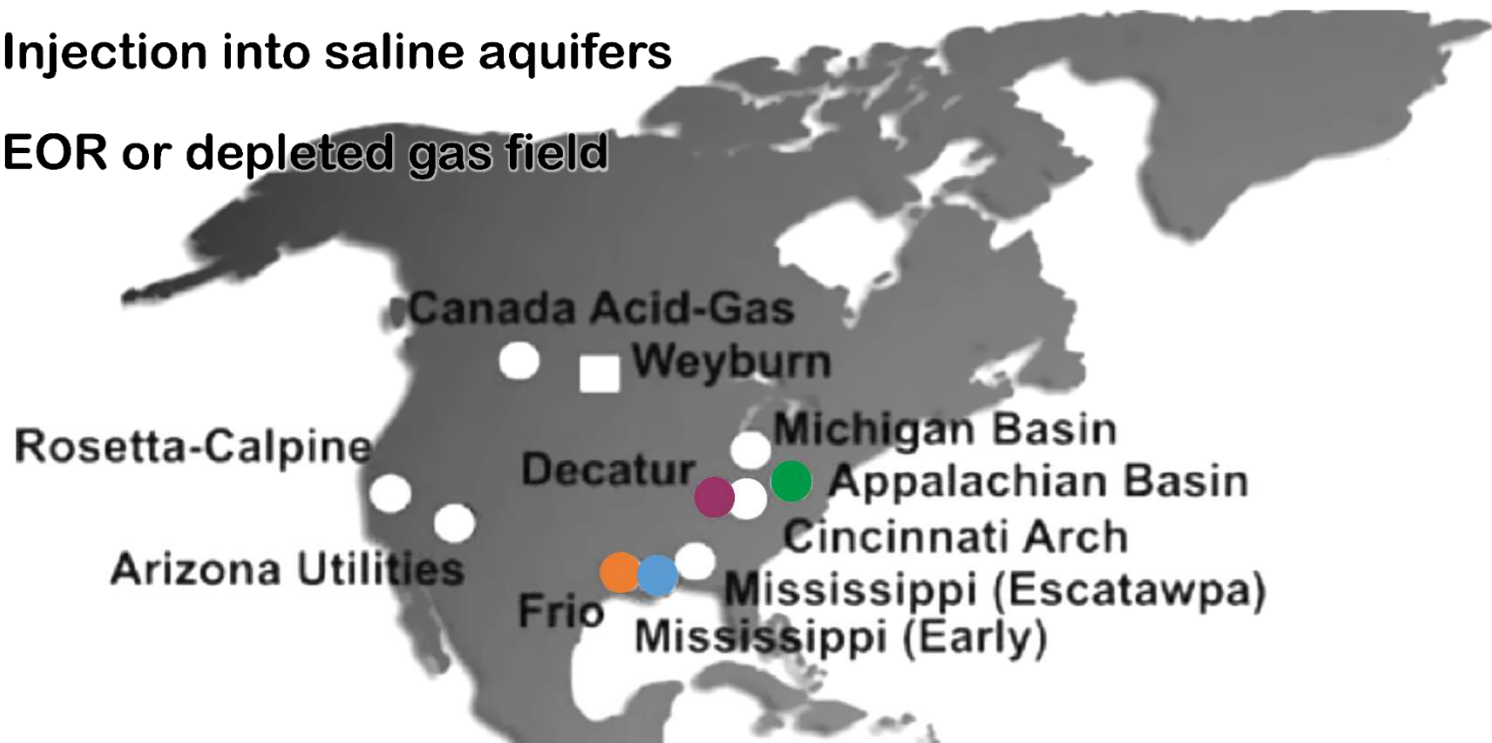 Injection into saline aquifers
EOR or depleted gas field
Canada Acid-Gas
Weyburn
Michigan Basin
Rosetta-Calpine
Decatur
Appalachian Basin
Cincinnati Arch
Arizona Utilities
Mississippi (Escatawpa)
Frio
Mississippi (Early)